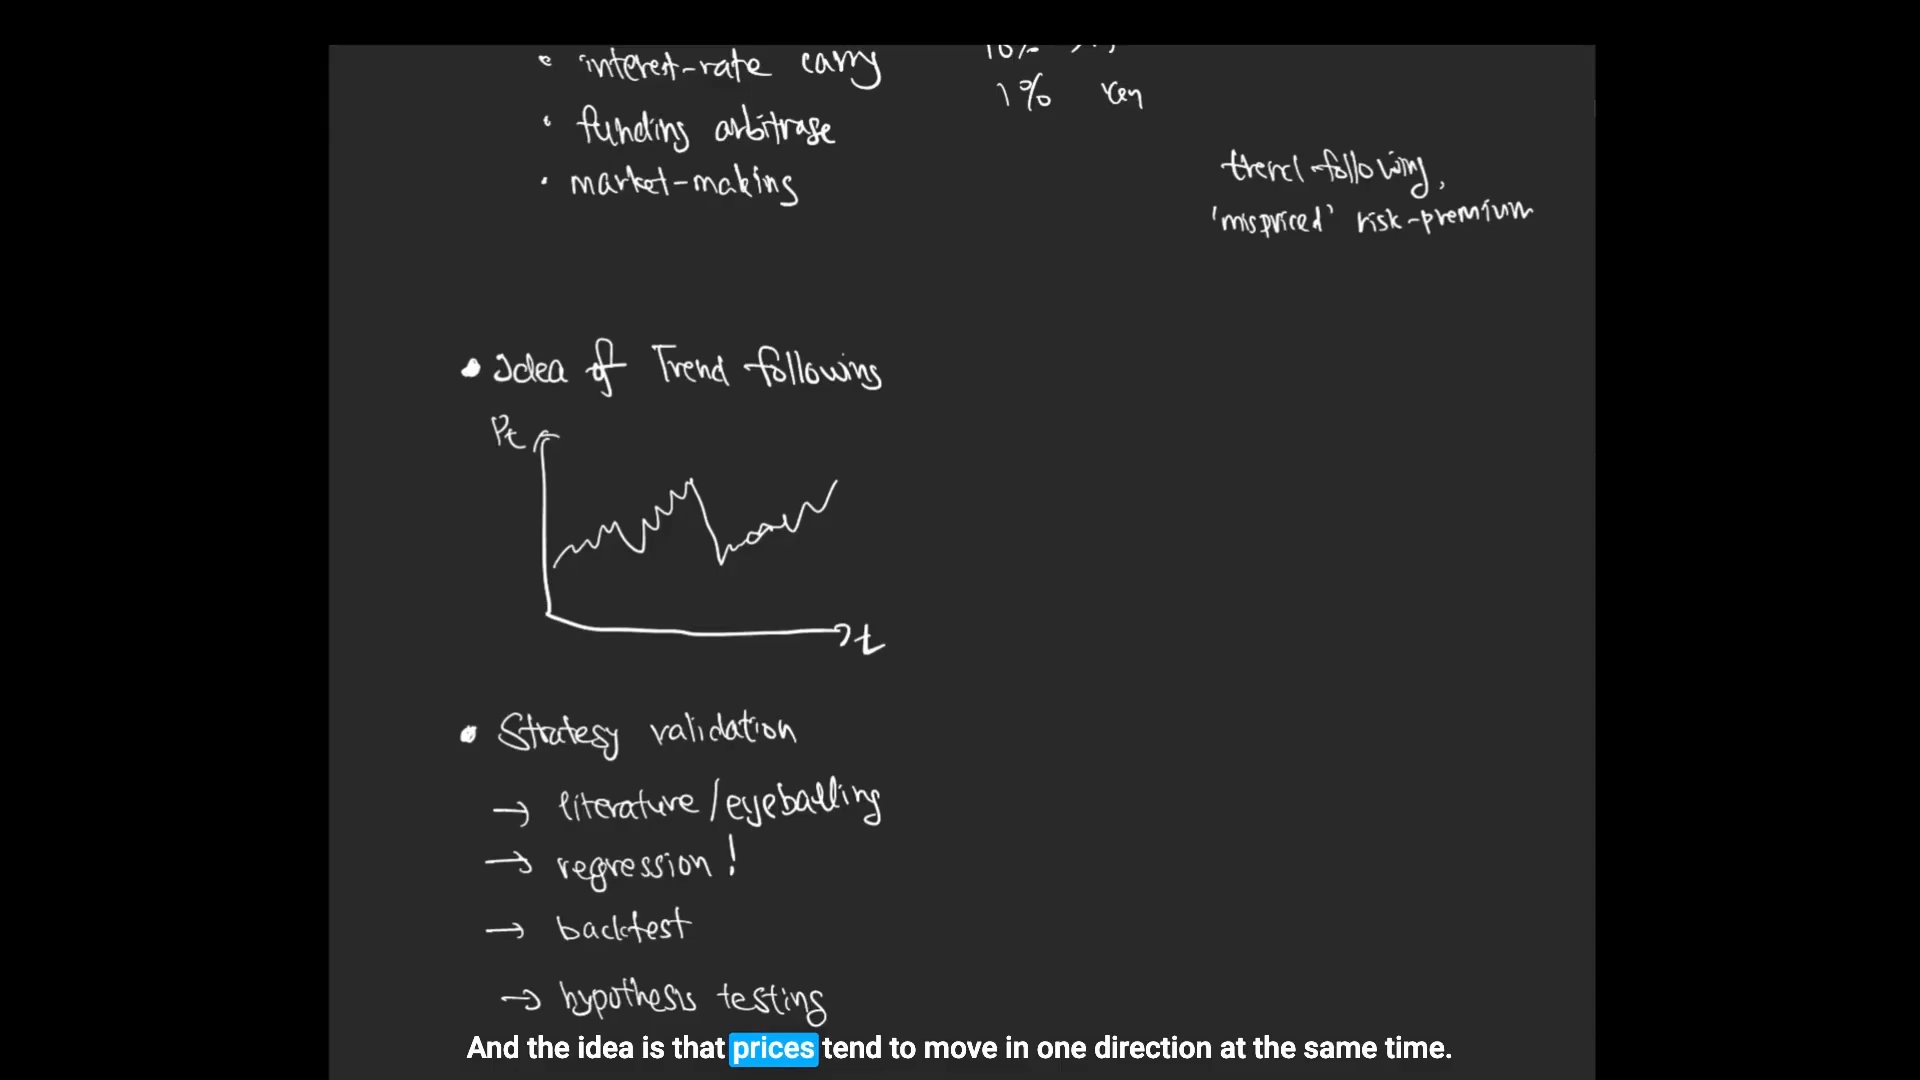 • interest-rate carry
10%
1% Yen
• funding arbitrage
• market-making
trend-following,
'mispriced' risk-premium
• Idea of Trend following
Pt
t
• Strategy validation
→ literature/eyeballing
→ regression!
→ backtest
→ hypothesis testing
And the idea is that prices tend to move in one direction at the same time.